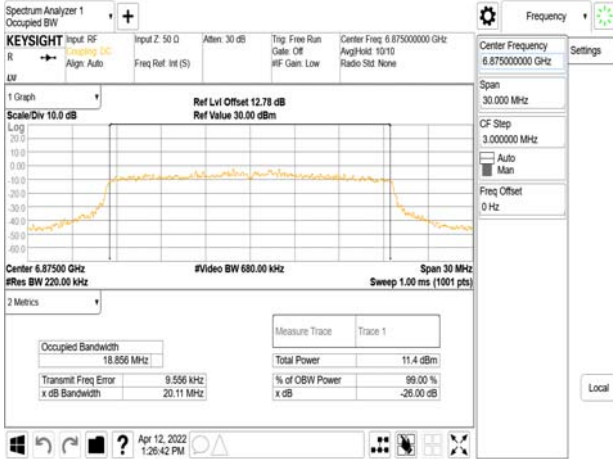 Spectrum Analyzer 1
Occupied BW
Frequency
KEYSIGHT
R
Input: RF
Coupling: DC
Align: Auto
Input Z: 50 Ω
Freq Ref: Int (S)
Atten: 30 dB
Trig: Free Run
Gate: Off
#IF Gain: Low
Center Freq: 6.875000000 GHz
Avg|Hold: 10/10
Radio Std: None
Center Frequency
6.875000000 GHz
Settings
Span
30.000 MHz
CF Step
3.000000 MHz
Auto
Man
Freq Offset
0 Hz
Local
1 Graph
Scale/Div 10.0 dB
Ref Lvl Offset 12.78 dB
Ref Value 30.00 dBm
Log
20.0
10.0
0.00
-10.0
-20.0
-30.0
-40.0
-50.0
-60.0
Center 6.87500 GHz
#Video BW 680.00 kHz
Span 30 MHz
#Res BW 220.00 kHz
Sweep 1.00 ms (1001 pts)
2 Metrics
Measure Trace
Trace 1
Occupied Bandwidth
18.856 MHz
Total Power
11.4 dBm
Transmit Freq Error
9.556 kHz
% of OBW Power
99.00 %
x dB Bandwidth
20.11 MHz
x dB
-26.00 dB
?
Apr 12, 2022
1:26:42 PM